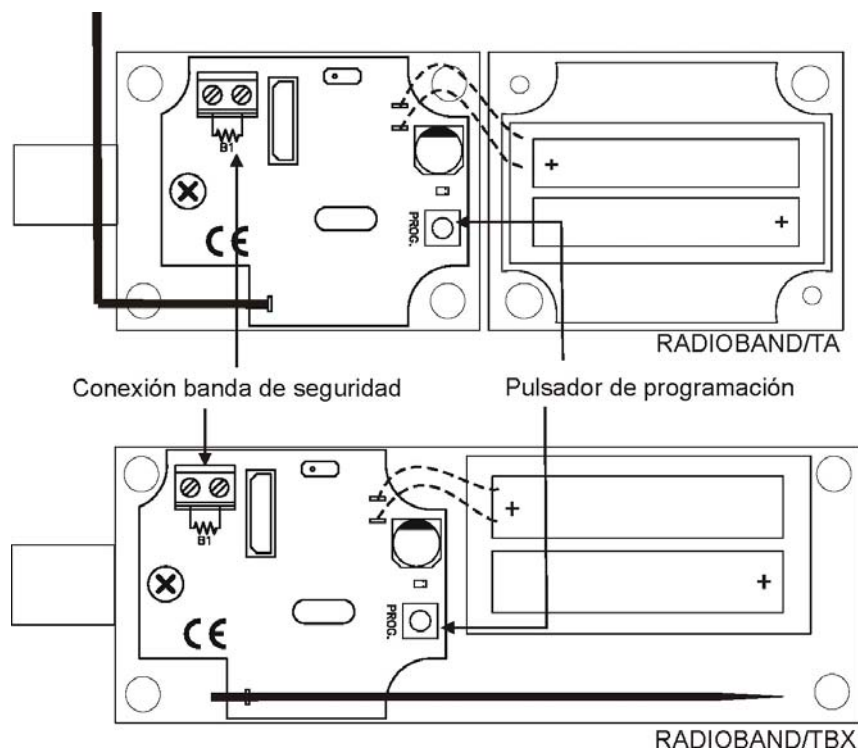 B1
+
PROG.
+
CE
RADIOBAND/TA
Conexión banda de seguridad
Pulsador de programación
B1
+
+
PROG.
CE
RADIOBAND/TBX